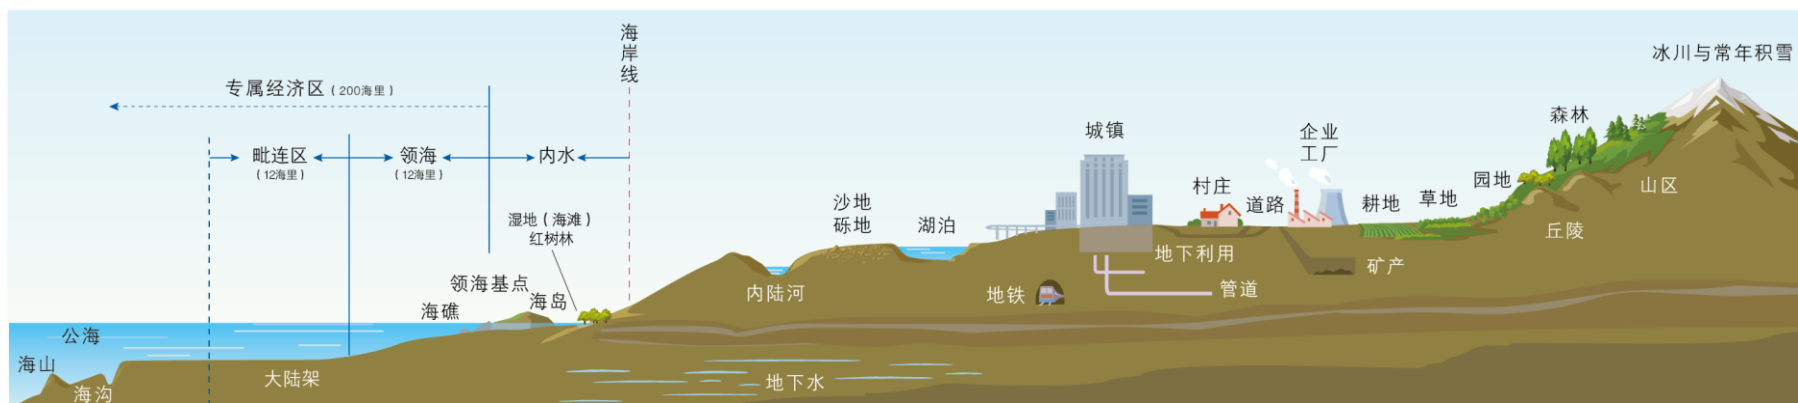 海岸线
冰川与常年积雪
专属经济区（200海里）
森林
城镇
企业
工厂
毗连区
（12海里）
领海
（12海里）
内水
园地
山区
村庄
道路
耕地
草地
沙地
砾地
湖泊
湿地（海滩）
红树林
丘陵
地下利用
矿产
领海基点
海岛
海礁
内陆河
地铁
管道
公海
海山
海沟
大陆架
地下水